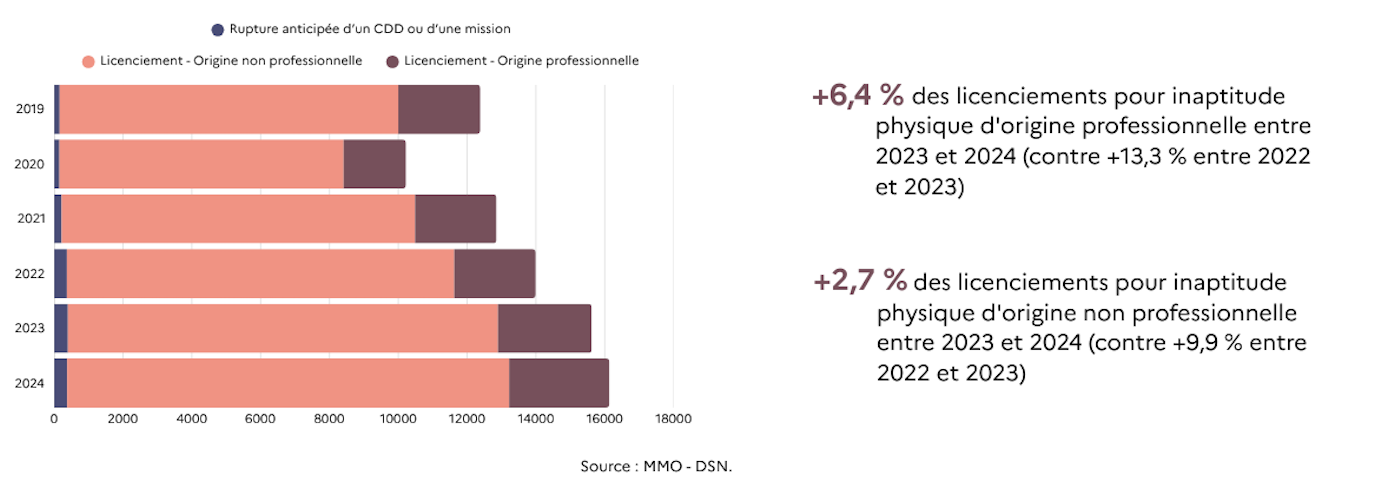 Rupture anticipée d'un CDD ou d'une mission
Licenciement - Origine non professionnelle
Licenciement - Origine professionnelle
2019
2020
2021
2022
2023
2024
0 2000 4000 6000 8000 10000 12000 14000 16000 18000
+6,4 % des licenciements pour inaptitude
physique d'origine professionnelle entre
2023 et 2024 (contre +13,3 % entre 2022
et 2023)
+2,7 % des licenciements pour inaptitude
physique d'origine non professionnelle
entre 2023 et 2024 (contre +9,9 % entre
2022 et 2023)
Source : MMO - DSN.